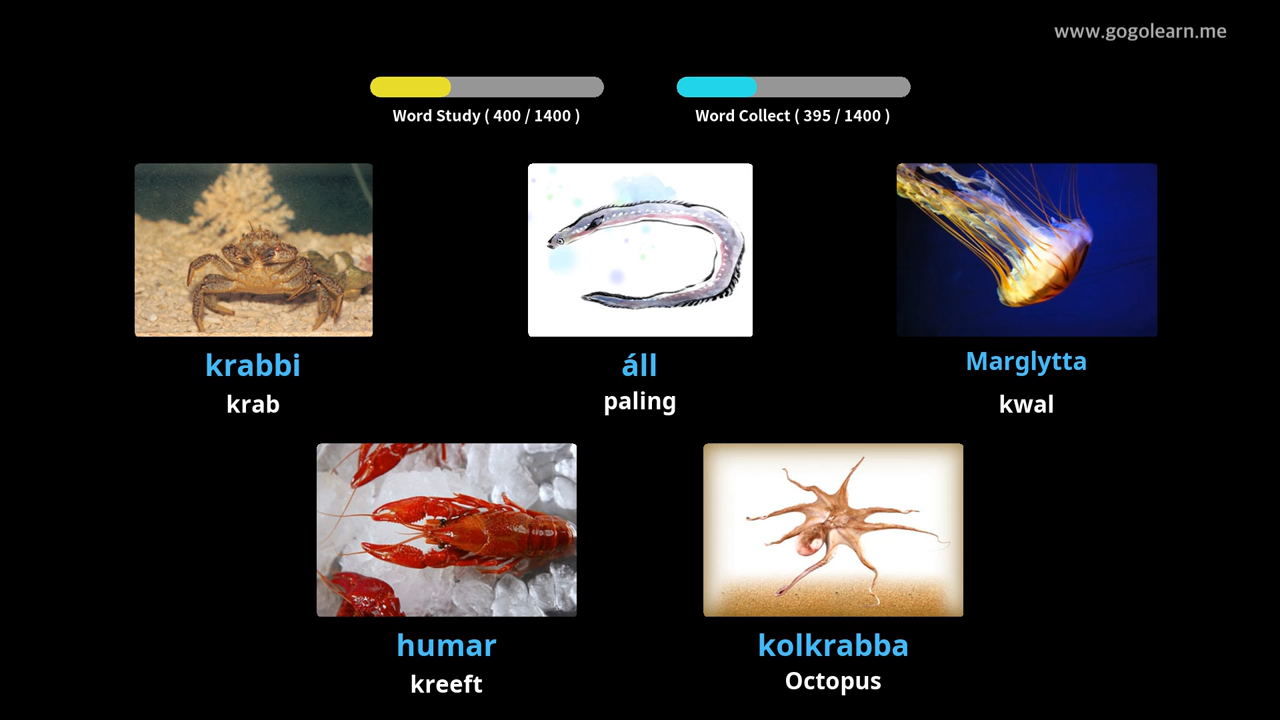 www.gogolearn.me
Word Study ( 400 / 1400 )
Word Collect ( 395 / 1400 )
krabbi
krab
áll
paling
Marglytta
kwal
humar
kreeft
kolkrabba
Octopus